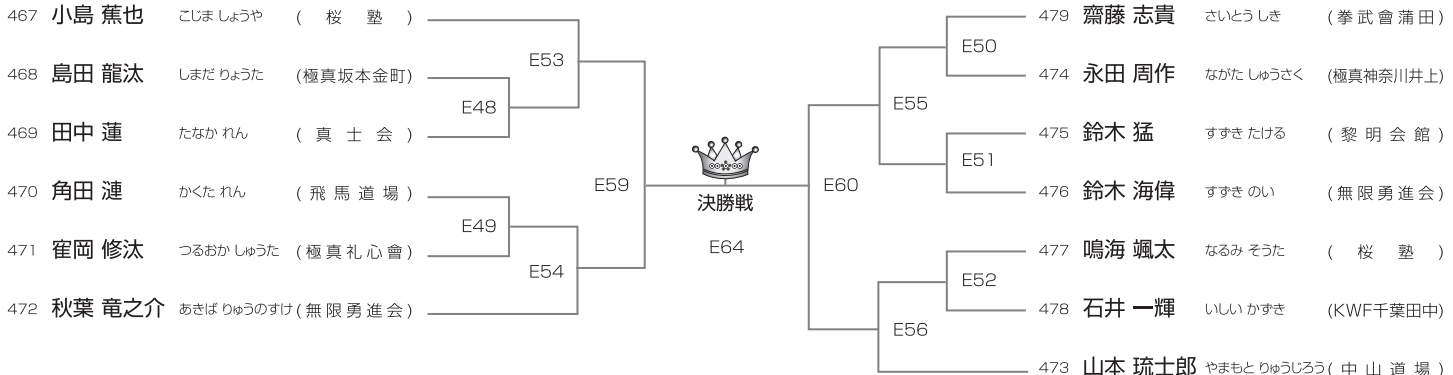 467 小島 蕉也 こじま しょうや ( 桜 塾 )
468 島田 龍汰 しまだ りょうた (極真坂本金町)
469 田中 蓮 たなか れん ( 真 士 会 )
470 角田 漣 かくた れん ( 飛 馬 道 場 )
471 寉岡 修汰 つるおか しゅうた ( 極 真 礼 心 會 )
472 秋葉 竜之介 あきば りゅうのすけ ( 無 限 勇 進 会 )
E53
E48
E49
E54
E59
決勝戦
E64
E60
E50
E55
E51
E52
E56
479 齋藤 志貴 さいとう しき ( 拳 武 會 蒲 田 )
474 永田 周作 ながた しゅうさく (極真神奈川井上)
475 鈴木 猛 すずき たける ( 黎 明 会 館 )
476 鈴木 海偉 すずき のい ( 無 限 勇 進 会 )
477 鳴海 颯太 なるみ そうた ( 桜 塾 )
478 石井 一輝 いしい かずき (KWF千葉田中)
473 山本 琉士郎 やまもと りゅうじろう ( 中 山 道 場 )